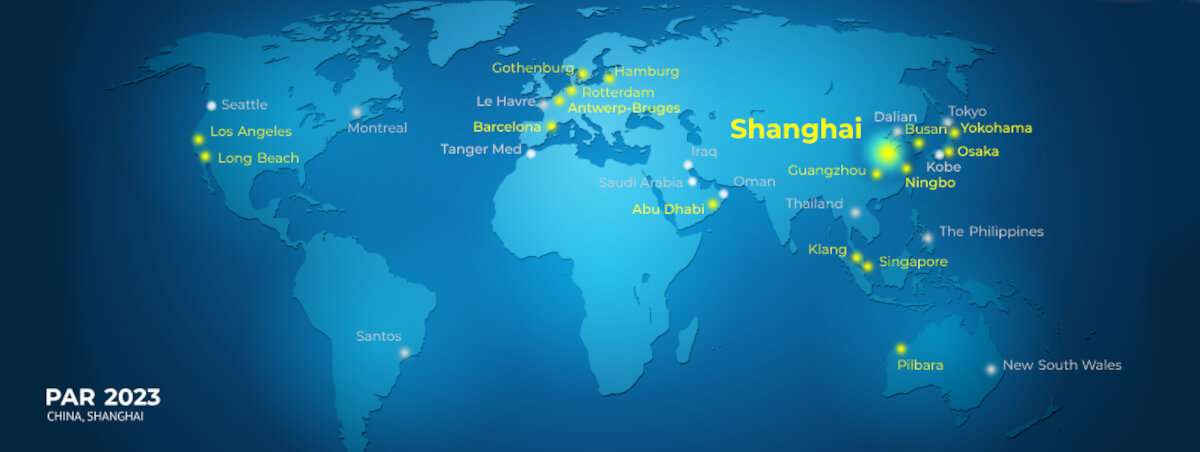 Gothenburg
Hamburg
Rotterdam
Le Havre
Antwerp-Bruges
Seattle
Montreal
Los Angeles
Long Beach
Barcelona
Tanger Med
Iraq
Saudi Arabia
Oman
Abu Dhabi
Shanghai
Dalian
Tokyo
Busan
Yokohama
Osaka
Kobe
Guangzhou
Ningbo
Thailand
The Philippines
Klang
Singapore
Santos
Pilbara
New South Wales
PAR 2023
CHINA, SHANGHAI